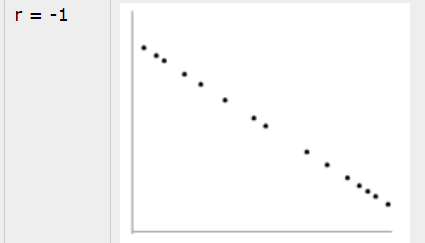 r = -1